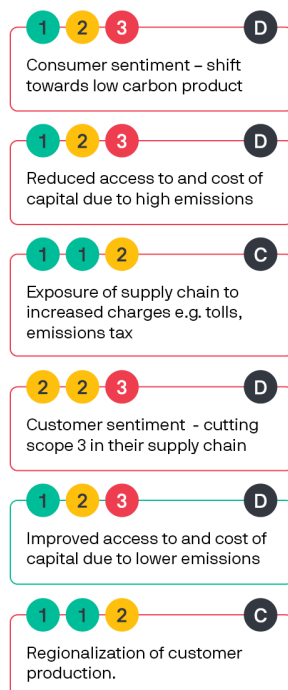 1 2 3 D
Consumer sentiment – shift
towards low carbon product
1 2 3 D
Reduced access to and cost of
capital due to high emissions
1 1 2 C
Exposure of supply chain to
increased charges e.g. tolls,
emissions tax
2 2 3 D
Customer sentiment - cutting
scope 3 in their supply chain
1 2 3 D
Improved access to and cost of
capital due to lower emissions
1 1 2 C
Regionalization of customer
production.